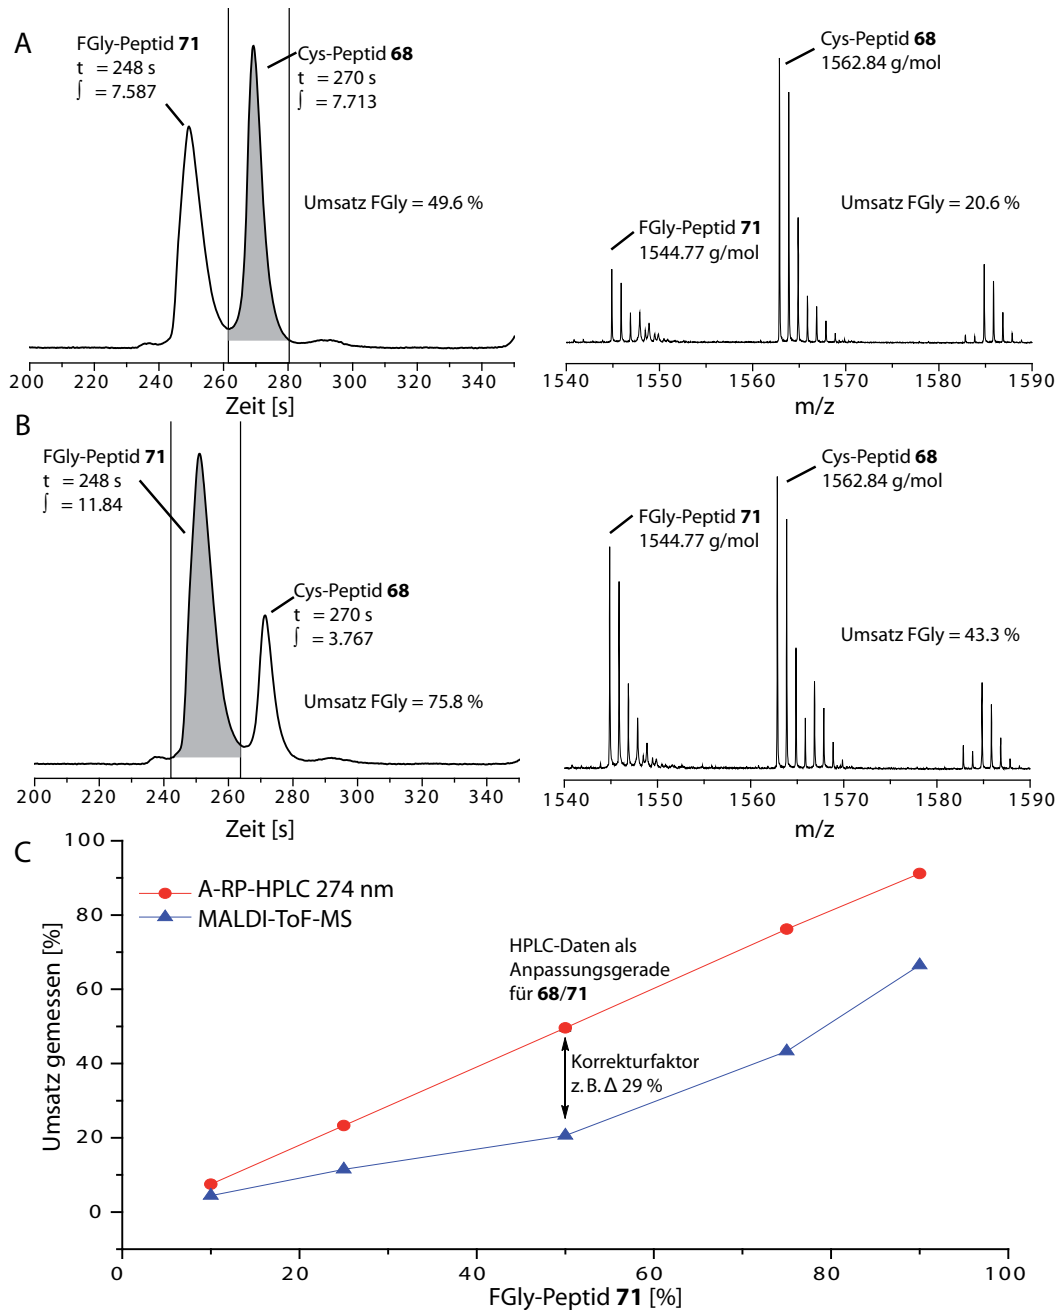 A
FGly-Peptid 71
t = 248 s
∫ = 7.587
Cys-Peptid 68
t = 270 s
∫ = 7.713
Umsatz FGly = 49.6 %
200 220 240 260 280 300 320 340
Zeit [s]
Cys-Peptid 68
1562.84 g/mol
Umsatz FGly = 20.6 %
FGly-Peptid 71
1544.77 g/mol
1540 1550 1560 1570 1580 1590
m/z
B
FGly-Peptid 71
t = 248 s
∫ = 11.84
Cys-Peptid 68
t = 270 s
∫ = 3.767
Umsatz FGly = 75.8 %
200 220 240 260 280 300 320 340
Zeit [s]
Cys-Peptid 68
1562.84 g/mol
FGly-Peptid 71
1544.77 g/mol
Umsatz FGly = 43.3 %
1540 1550 1560 1570 1580 1590
m/z
C
A-RP-HPLC 274 nm
MALDI-ToF-MS
HPLC-Daten als
Anpassungsgerade
für 68/71
Korrekturfaktor
z. B. Δ 29 %
Umsatz gemessen [%]
100
80
60
40
20
0
0 20 40 60 80 100
FGly-Peptid 71 [%]